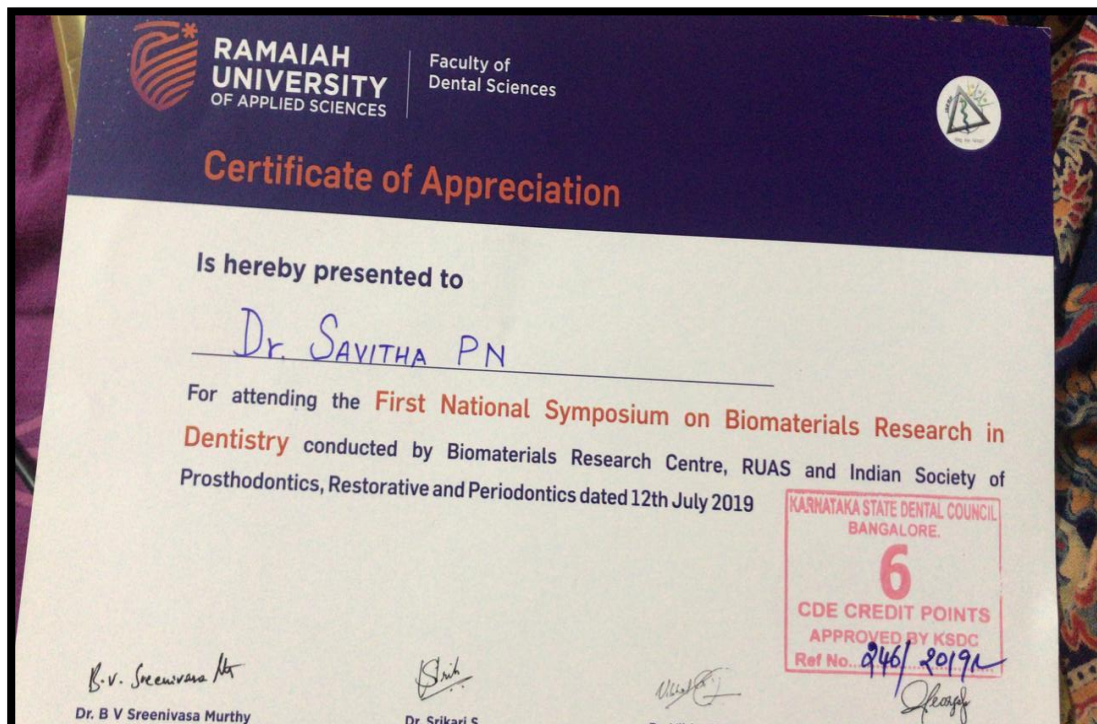 RAMAIAH
UNIVERSITY
OF APPLIED SCIENCES
Faculty of
Dental Sciences
Certificate of Appreciation
Is hereby presented to
Dr. SAVITHA PN
For attending the First National Symposium on Biomaterials Research in
Dentistry conducted by Biomaterials Research Centre, RUAS and Indian Society of
Prosthodontics, Restorative and Periodontics dated 12th July 2019
KARNATAKA STATE DENTAL COUNCIL
BANGALORE.
6
CDE CREDIT POINTS
APPROVED BY KSDC
Ref No... 246/2019
B.V. Sreenivasa
Dr. B V Sreenivasa Murthy
Dr. Srikari S